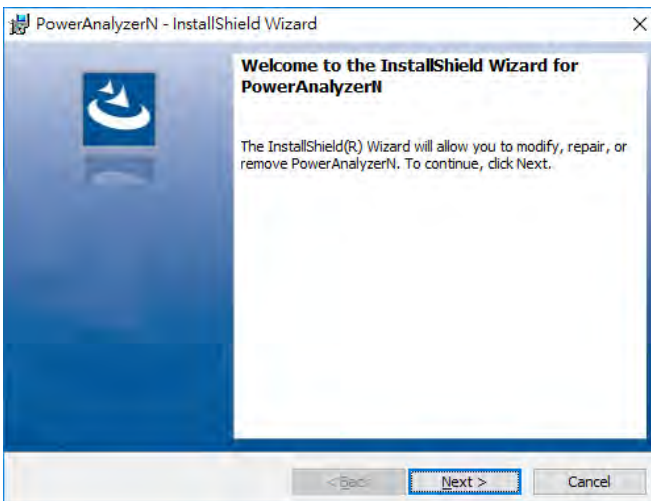 PowerAnalyzerN - InstallShield Wizard
Welcome to the InstallShield Wizard for
PowerAnalyzerN
The InstallShield(R) Wizard will allow you to modify, repair, or
remove PowerAnalyzerN. To continue, click Next.
< Back
Next >
Cancel